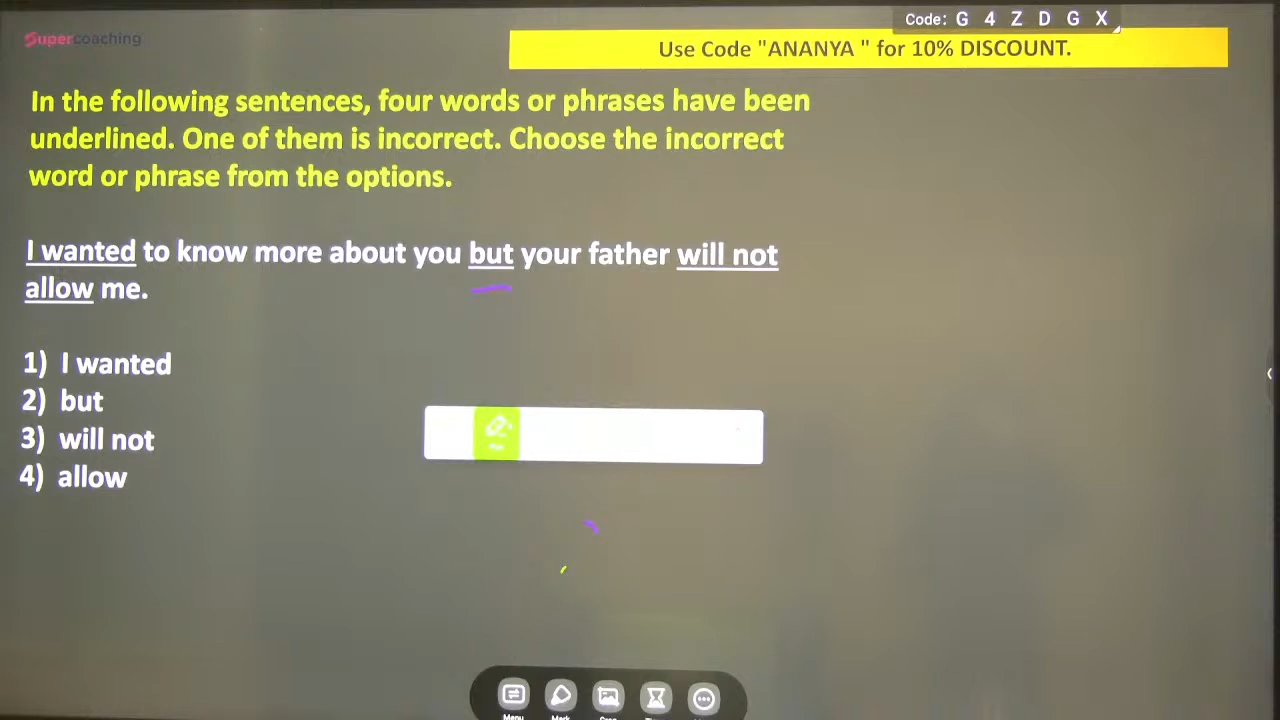 Code: G 4 Z D G X
Supercoaching
Use Code "ANANYA " for 10% DISCOUNT.
In the following sentences, four words or phrases have been
underlined. One of them is incorrect. Choose the incorrect
word or phrase from the options.
I wanted to know more about you but your father will not
allow me.
1) I wanted
2) but
3) will not
4) allow
Menu
Mark